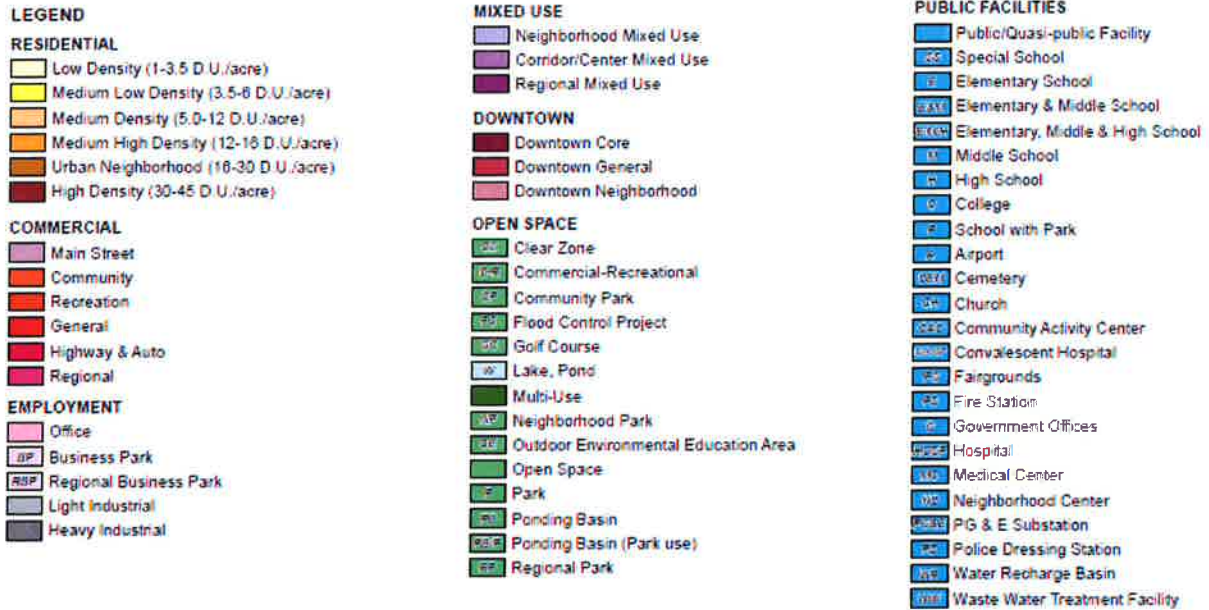 LEGEND
RESIDENTIAL
Low Density (1-3.5 D.U./acre)
Medium Low Density (3.5-6 D.U./acre)
Medium Density (5.0-12 D.U./acre)
Medium High Density (12-16 D.U./acre)
Urban Neighborhood (16-30 D.U./acre)
High Density (30-45 D.U./acre)
COMMERCIAL
Main Street
Community
Recreation
General
Highway & Auto
Regional
EMPLOYMENT
Office
BP Business Park
RBP Regional Business Park
Light Industrial
Heavy Industrial
MIXED USE
Neighborhood Mixed Use
Corridor/Center Mixed Use
Regional Mixed Use
DOWNTOWN
Downtown Core
Downtown General
Downtown Neighborhood
OPEN SPACE
Clear Zone
Commercial-Recreational
Community Park
Flood Control Project
Golf Course
Lake, Pond
Multi-Use
Neighborhood Park
Outdoor Environmental Education Area
Open Space
Park
Ponding Basin
Ponding Basin (Park use)
Regional Park
PUBLIC FACILITIES
Public/Quasi-public Facility
Special School
Elementary School
Elementary & Middle School
Elementary, Middle & High School
Middle School
High School
College
School with Park
Airport
Cemetery
Church
Community Activity Center
Convalescent Hospital
Fairgrounds
Fire Station
Government Offices
Hospital
Medical Center
Neighborhood Center
PG & E Substation
Police Dressing Station
Water Recharge Basin
Waste Water Treatment Facility